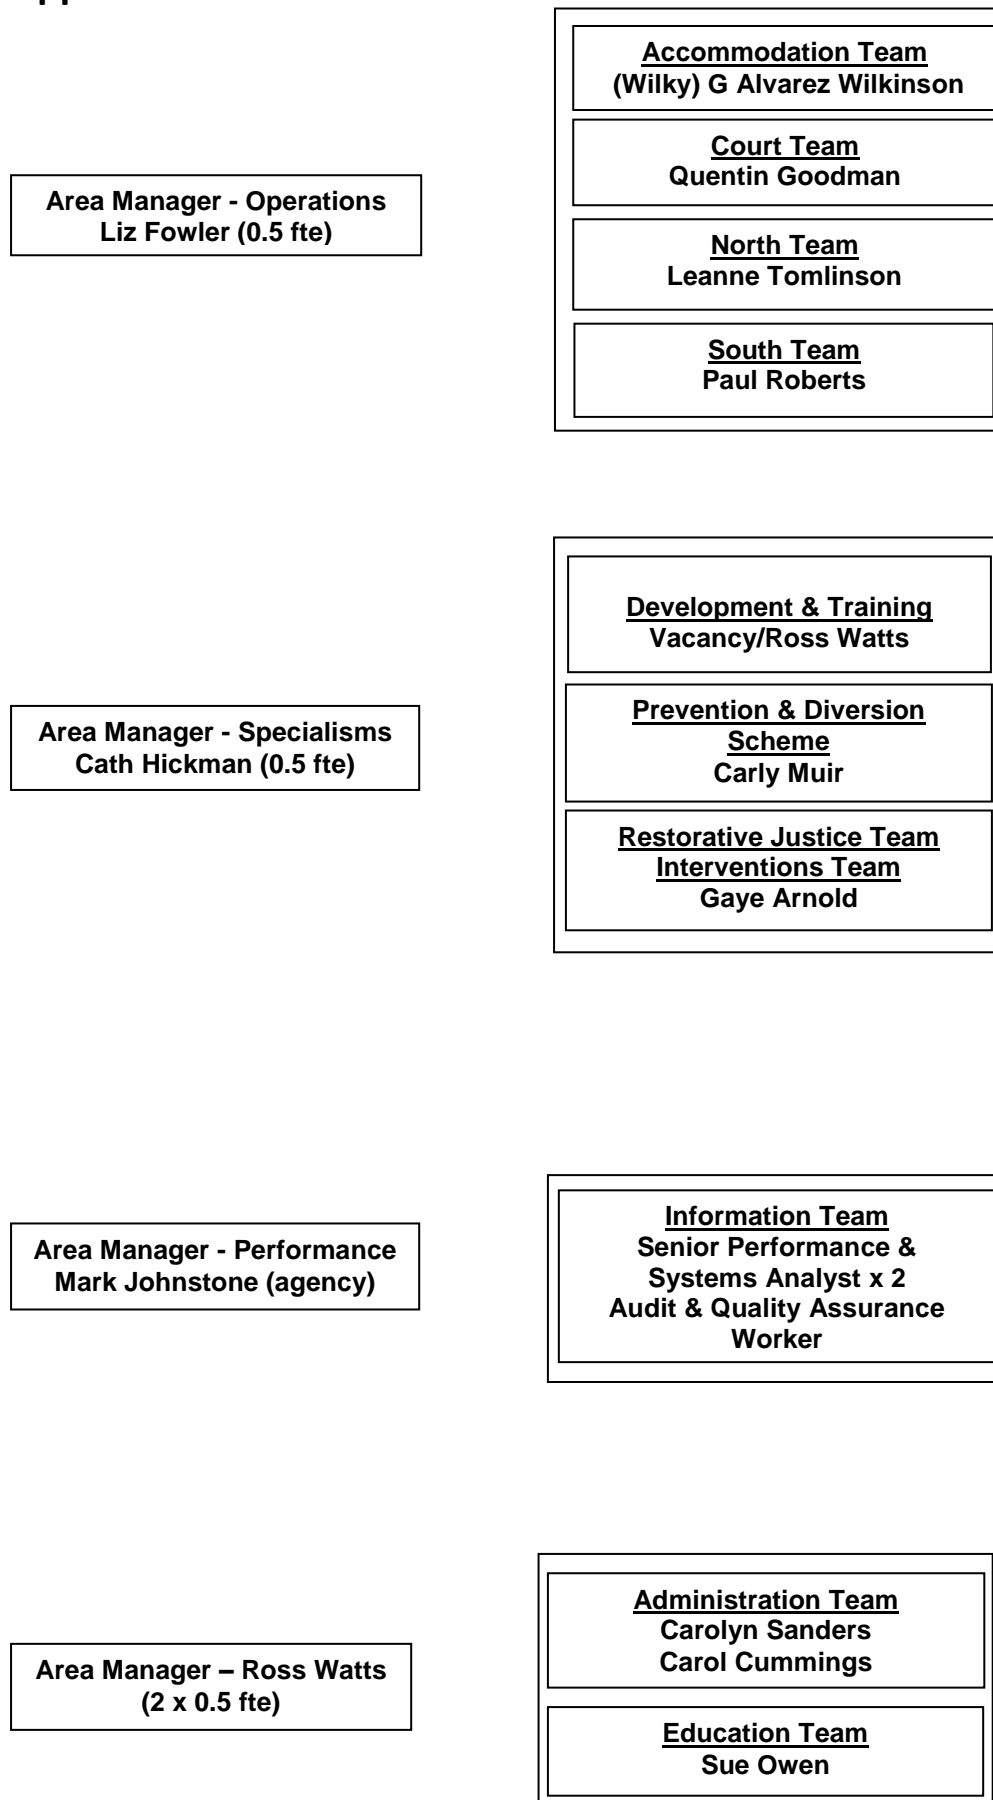 Area Manager - Operations
Liz Fowler (0.5 fte)
Accommodation Team
(Wilky) G Alvarez Wilkinson
Court Team
Quentin Goodman
North Team
Leanne Tomlinson
South Team
Paul Roberts
Area Manager - Specialisms
Cath Hickman (0.5 fte)
Development & Training
Vacancy/Ross Watts
Prevention & Diversion
Scheme
Carly Muir
Restorative Justice Team
Interventions Team
Gaye Arnold
Area Manager - Performance
Mark Johnstone (agency)
Information Team
Senior Performance &
Systems Analyst x 2
Audit & Quality Assurance
Worker
Area Manager – Ross Watts
(2 x 0.5 fte)
Administration Team
Carolyn Sanders
Carol Cummings
Education Team
Sue Owen